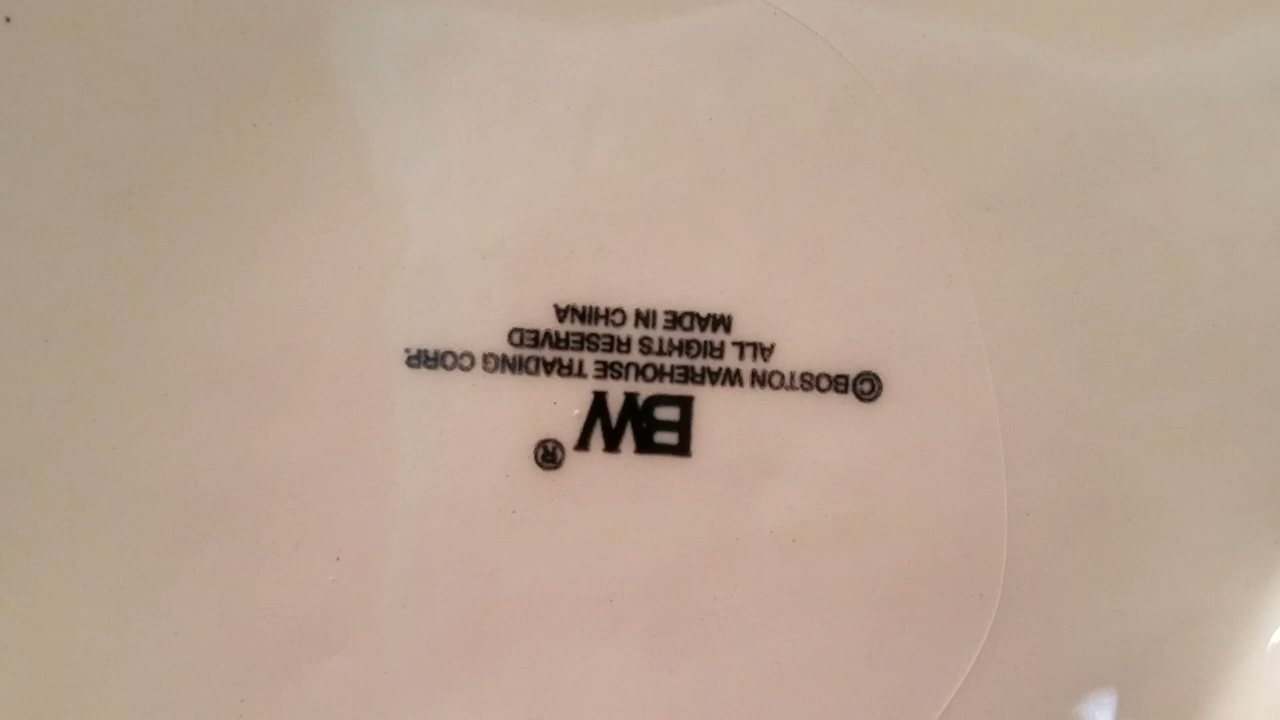 BW®
©BOSTON WAREHOUSE TRADING CORP.
ALL RIGHTS RESERVED
MADE IN CHINA